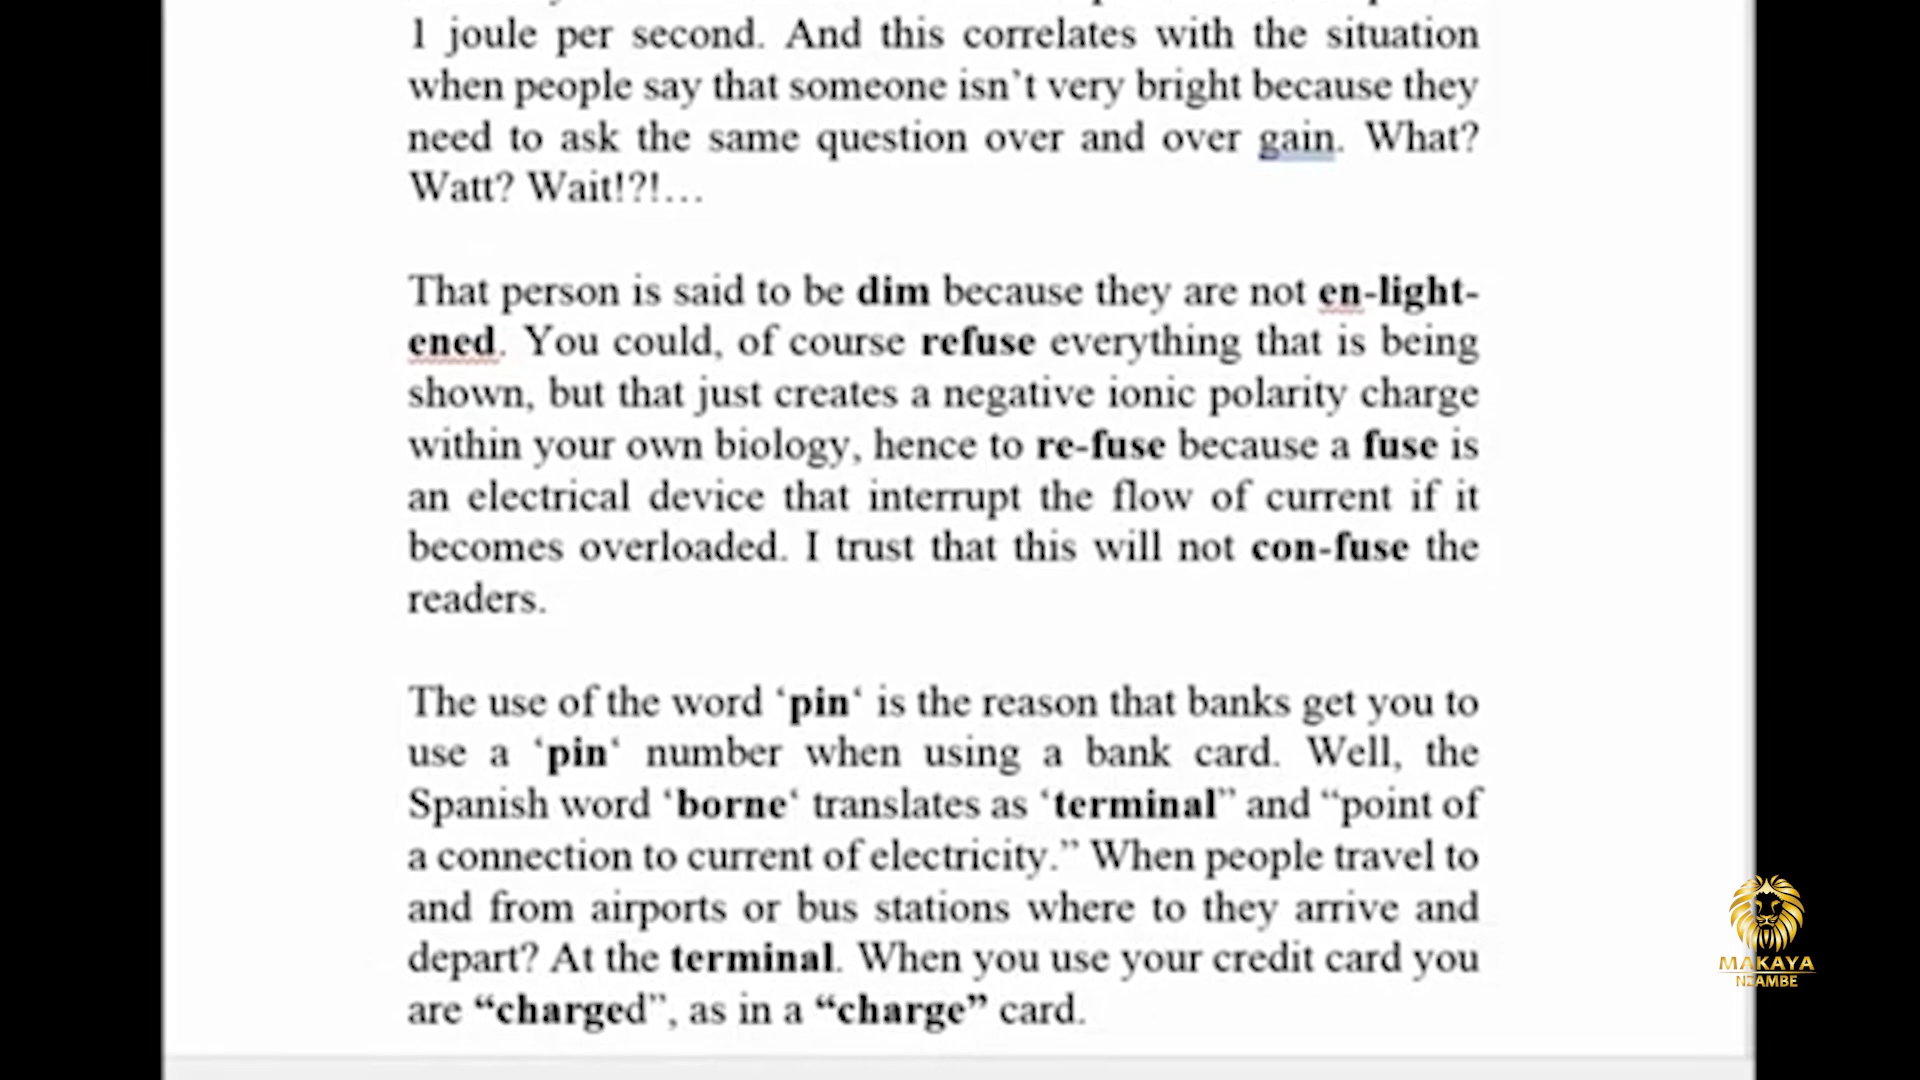 1 joule per second. And this correlates with the situation
when people say that someone isn’t very bright because they
need to ask the same question over and over gain. What?
Watt? Wait!?!…
That person is said to be dim because they are not en-light-
ened. You could, of course refuse everything that is being
shown, but that just creates a negative ionic polarity charge
within your own biology, hence to re-fuse because a fuse is
an electrical device that interrupt the flow of current if it
becomes overloaded. I trust that this will not con-fuse the
readers.
The use of the word ‘pin‘ is the reason that banks get you to
use a ‘pin‘ number when using a bank card. Well, the
Spanish word ‘borne‘ translates as ‘terminal” and “point of
a connection to current of electricity.” When people travel to
and from airports or bus stations where to they arrive and
depart? At the terminal. When you use your credit card you
are “charged”, as in a “charge” card.
MAKAYA
NZAMBE